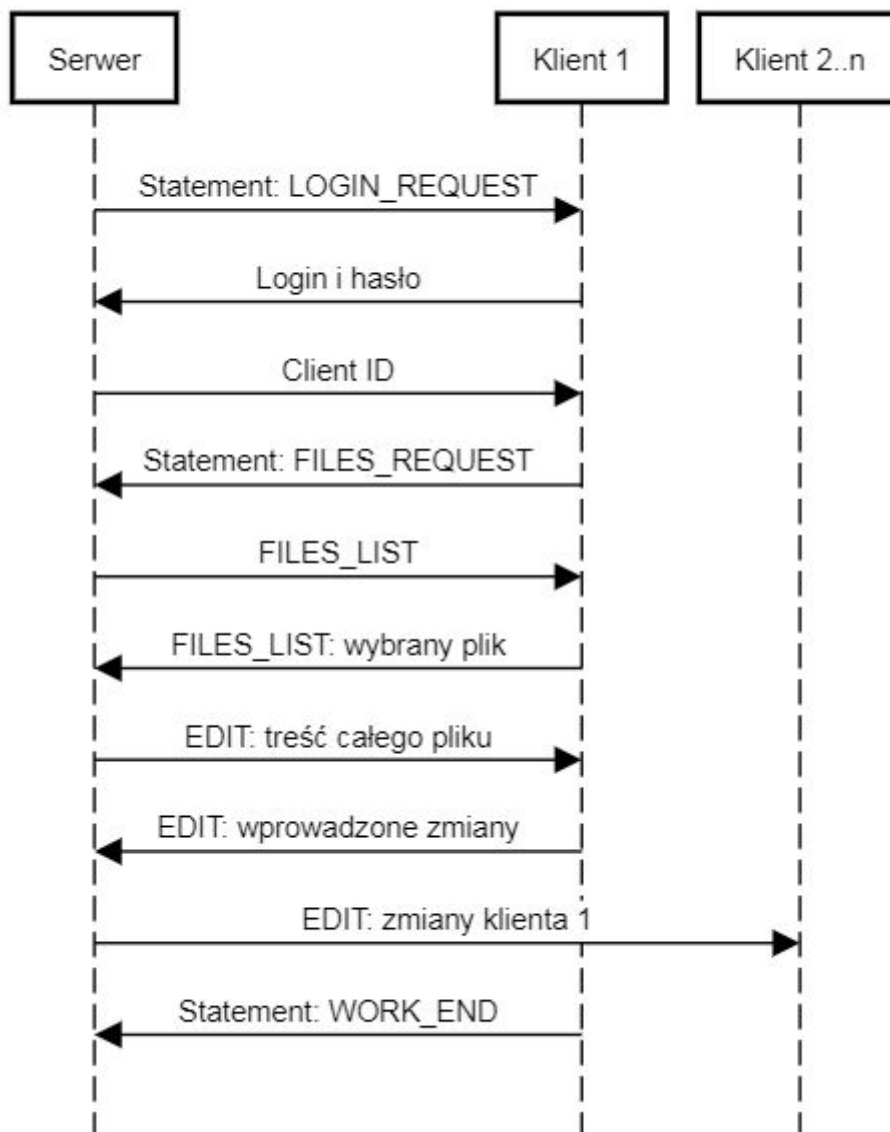 Serwer
Klient 1
Klient 2..n
Statement: LOGIN_REQUEST
Login i hasło
Client ID
Statement: FILES_REQUEST
FILES_LIST
FILES_LIST: wybrany plik
EDIT: treść całego pliku
EDIT: wprowadzone zmiany
EDIT: zmiany klienta 1
Statement: WORK_END